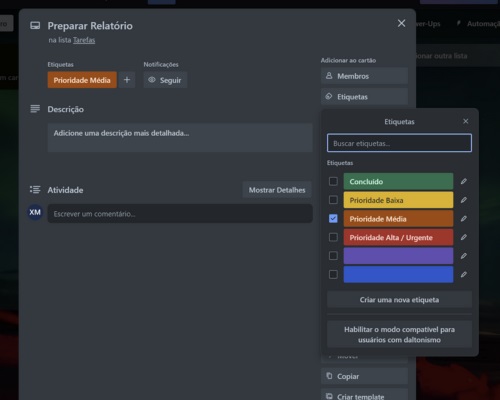 er-Ups
Automaçã
Preparar Relatório
na lista Tarefas
Etiquetas
Notificações
Prioridade Média
+
Seguir
Adicionar ao cartão
Membros
Etiquetas
ionar outra lista
Descrição
Adicione uma descrição mais detalhada...
Atividade
Mostrar Detalhes
XM
Escrever um comentário...
Etiquetas
Buscar etiquetas...
Etiquetas
Concluído
Prioridade Baixa
Prioridade Média
Prioridade Alta / Urgente
Criar uma nova etiqueta
Habilitar o modo compatível para
usuários com daltonismo
Mover
Copiar
Criar template